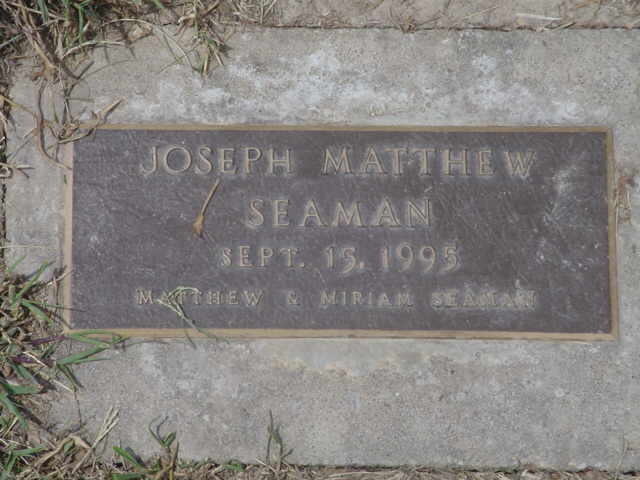 JOSEPH MATTHEW
SEAMAN
SEPT. 15, 1995
MATTHEW & MIRIAM SEAMAN